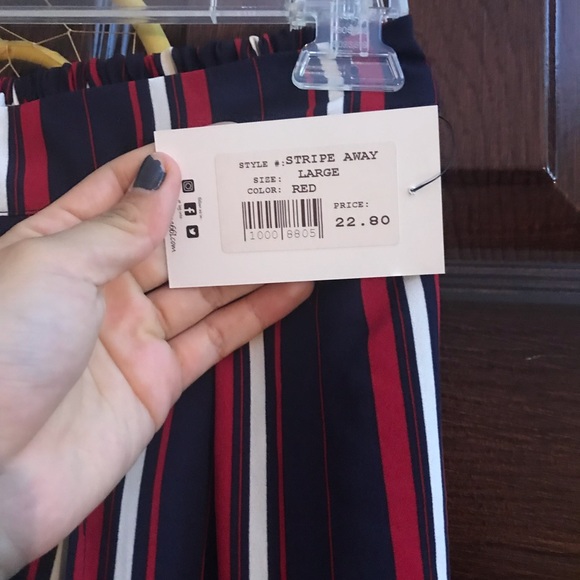 STYLE #: STRIPE AWAY
SIZE: LARGE
COLOR: RED
PRICE:
22.80
1000 8805